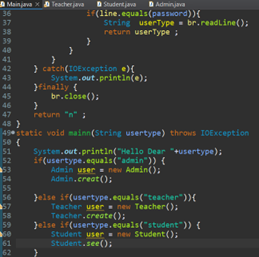 Main.java Teacher.java Student.java Admin.java
36 if(line.equals(password)){
37 String userType = br.readLine();
38 return userType ;
39 }
40 }
41 }
42 } catch(IOException e){
43 System.out.println(e);
44 }finally {
45 br.close();
46 }
47 return "n" ;
48 }
49 static void mainn(String usertype) throws IOException
50 {
51 System.out.println("Hello Dear "+usertype);
52 if(usertype.equals("admin")) {
53 Admin user = new Admin();
54 Admin.creat();
55
56 }else if(usertype.equals("teacher")){
57 Teacher user = new Teacher();
58 Teacher.create();
59 }else if(usertype.equals("student")) {
60 Student user = new Student();
61 Student.see();
62 }